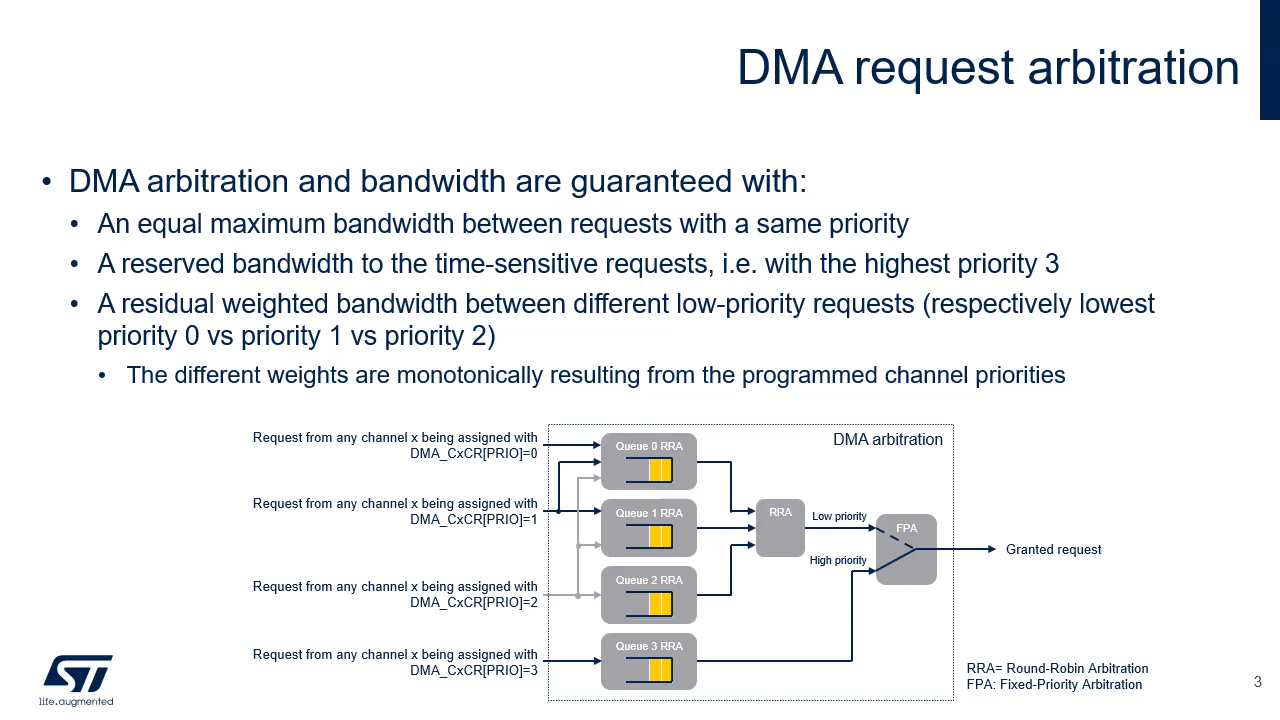 DMA request arbitration
• DMA arbitration and bandwidth are guaranteed with:
• An equal maximum bandwidth between requests with a same priority
• A reserved bandwidth to the time-sensitive requests, i.e. with the highest priority 3
• A residual weighted bandwidth between different low-priority requests (respectively lowest
priority 0 vs priority 1 vs priority 2)
• The different weights are monotonically resulting from the programmed channel priorities
Request from any channel x being assigned with
DMA_CxCR[PRIO]=0
Request from any channel x being assigned with
DMA_CxCR[PRIO]=1
Request from any channel x being assigned with
DMA_CxCR[PRIO]=2
Request from any channel x being assigned with
DMA_CxCR[PRIO]=3
DMA arbitration
Queue 0 RRA
Queue 1 RRA
Queue 2 RRA
Queue 3 RRA
RRA
Low priority
High priority
FPA
Granted request
RRA= Round-Robin Arbitration
FPA: Fixed-Priority Arbitration
ST
life.augmented
3